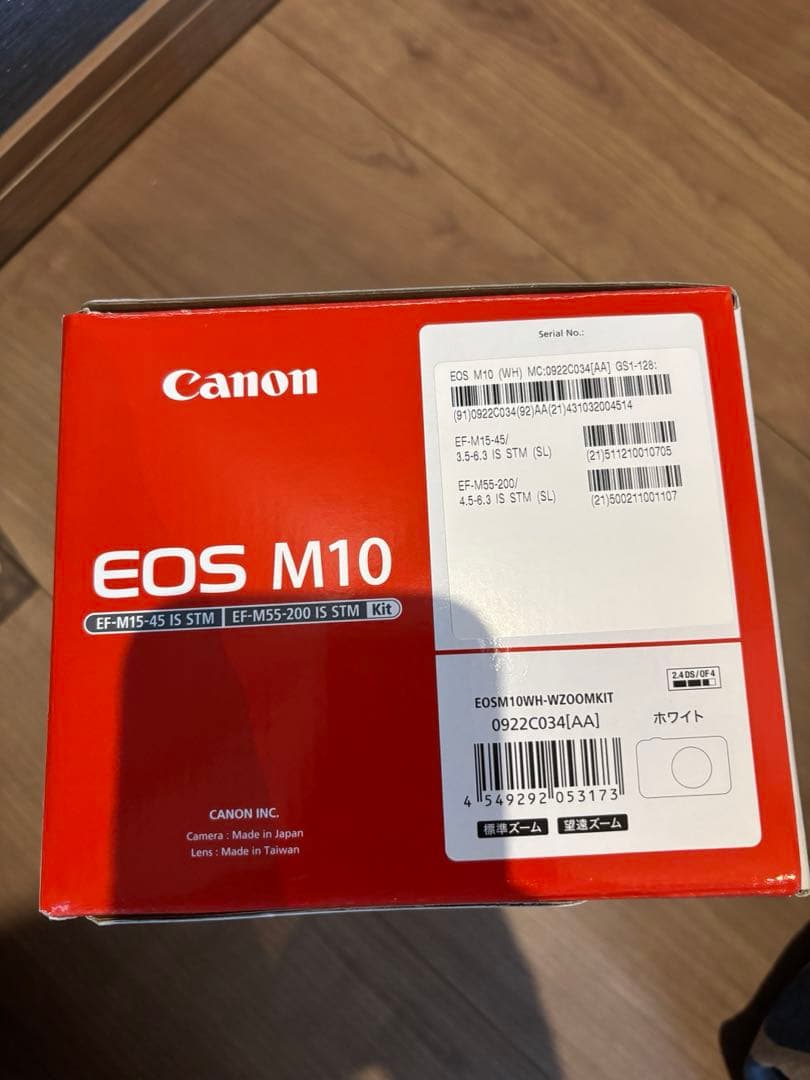 Canon
EOS M10
EF-M15-45 IS STM EF-M55-200 IS STM Kit
CANON INC.
Camera : Made in Japan
Lens : Made in Taiwan
Serial No.:
EOS M10 (WH) MC:0922C034[AA] GS1-128:
(91)0922C034(92)AA(21)431032004514
EF-M15-45/
3.5-6.3 IS STM (SL)
(21)511210010705
EF-M55-200/
4.5-6.3 IS STM (SL)
(21)500211001107
2.4DS/OF4
EOSM10WH-WZOOMKIT
0922C034[AA]
ホワイト
4 549292 053173
標準ズーム 望遠ズーム